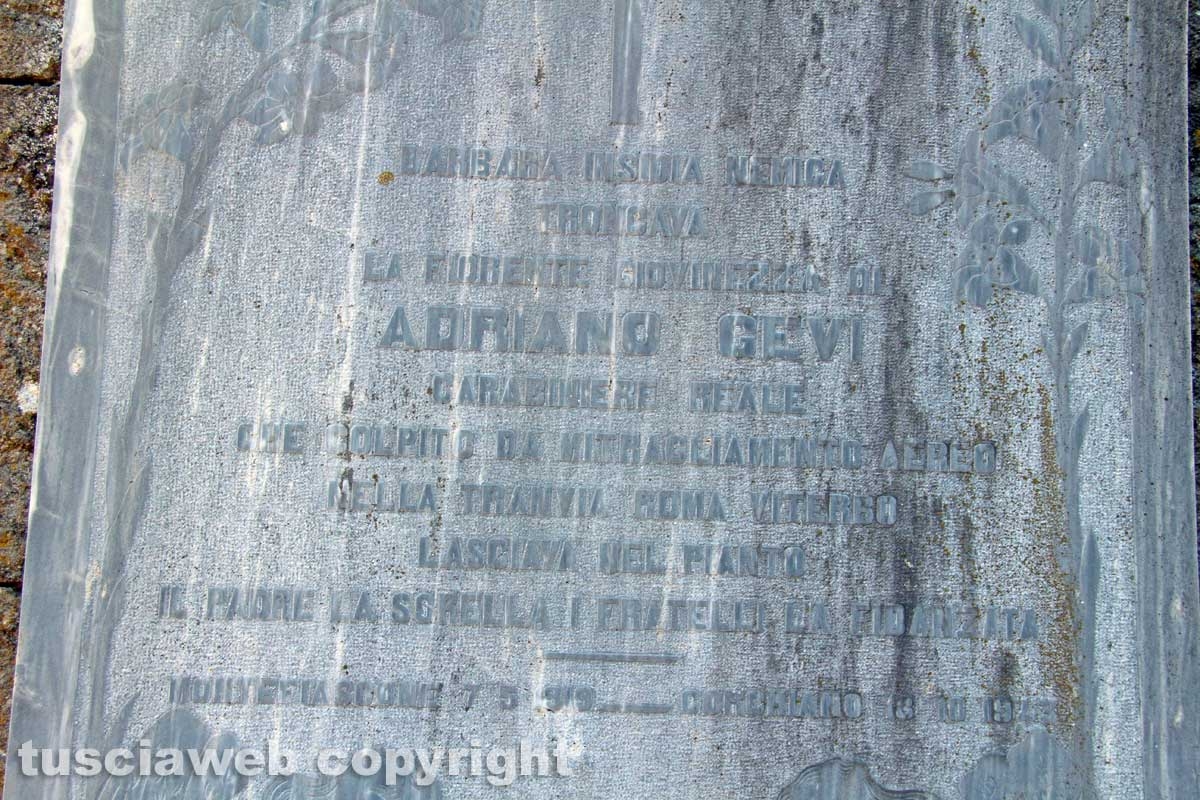 BARBARA INSIDIA NEMICA
TRONCAVA
LA FIORENTE GIOVINEZZA DI
ADRIANO GEVI
CARABINIERE REALE
CHE COLPITO DA MITRAGLIAMENTO AEREO
NELLA TRANVIA ROMA VITERBO
LASCIAVA NEL PIANTO
IL PADRE LA SORELLA I FRATELLI LA FIDANZATA
MONTEFIASCONE 7 5 919 CORCHIANO 13 10 1943
tusciaweb copyright